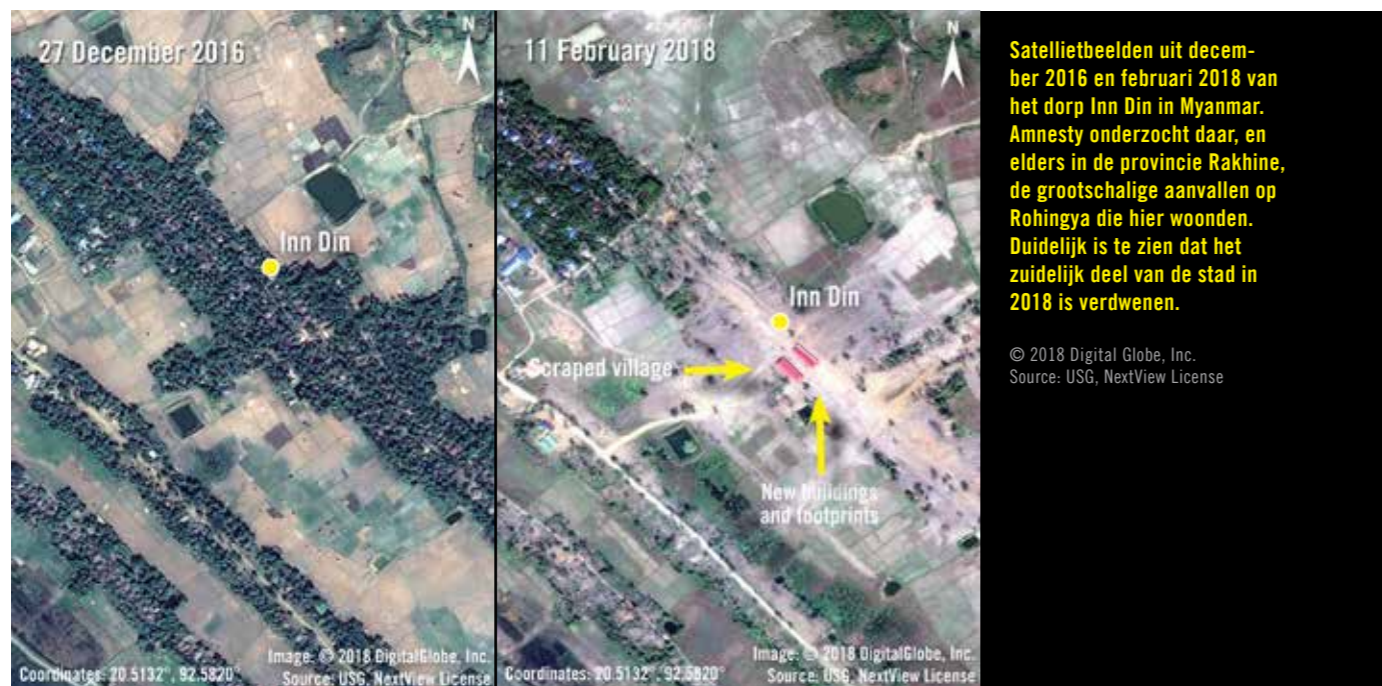 27 December 2016
N
Inn Din
Coordinates: 20.5132°, 92.5820°
Image: © 2018 DigitalGlobe, Inc.
Source: USG, NextView License
11 February 2018
N
Inn Din
Scraped village
New buildings
and footprints
Coordinates: 20.5132°, 92.5820°
Image: © 2018 DigitalGlobe, Inc.
Source: USG, NextView License
Satellietbeelden uit decem-
ber 2016 en februari 2018 van
het dorp Inn Din in Myanmar.
Amnesty onderzocht daar, en
elders in de provincie Rakhine,
de grootschalige aanvallen op
Rohingya die hier woonden.
Duidelijk is te zien dat het
zuidelijk deel van de stad in
2018 is verdwenen.
© 2018 Digital Globe, Inc.
Source: USG, NextView License